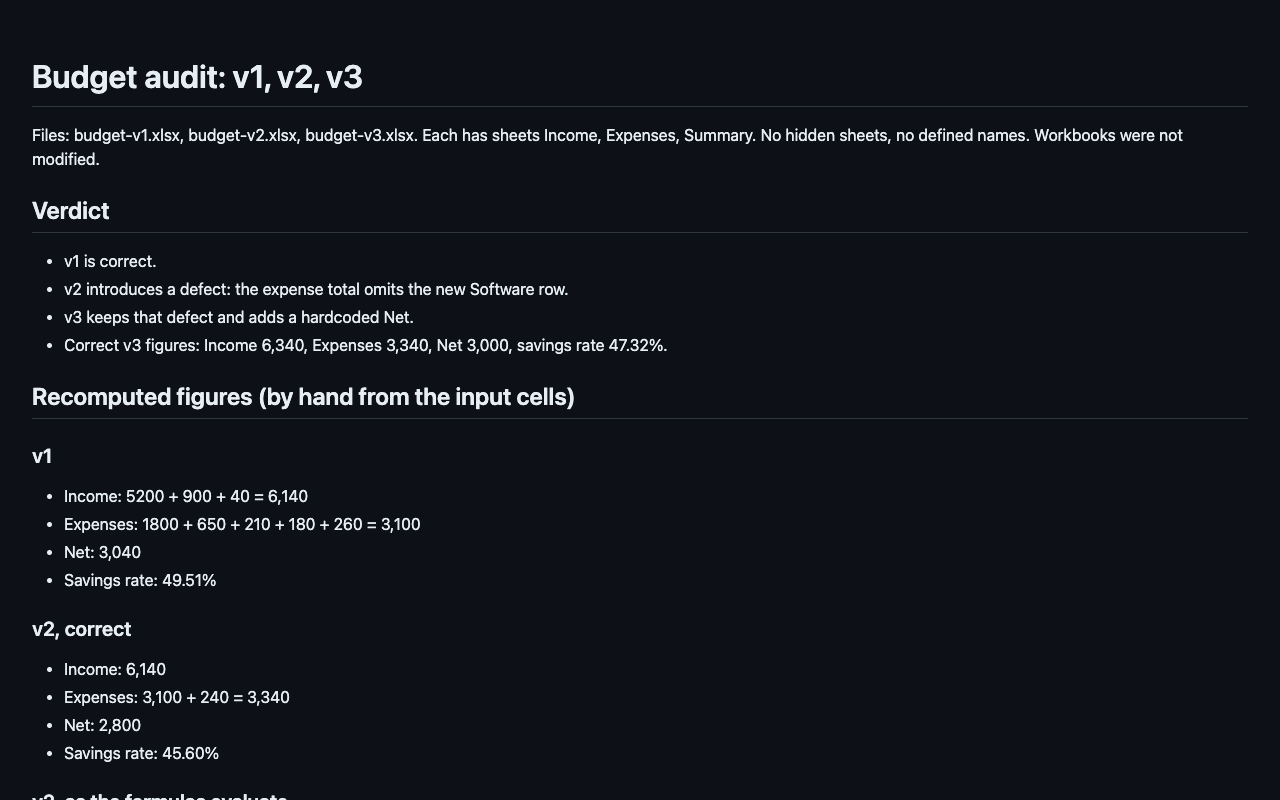 Budget audit: v1, v2, v3
Files: budget-v1.xlsx, budget-v2.xlsx, budget-v3.xlsx. Each has sheets Income, Expenses, Summary. No hidden sheets, no defined names. Workbooks were not
modified.
Verdict
• v1 is correct.
• v2 introduces a defect: the expense total omits the new Software row.
• v3 keeps that defect and adds a hardcoded Net.
• Correct v3 figures: Income 6,340, Expenses 3,340, Net 3,000, savings rate 47.32%.
Recomputed figures (by hand from the input cells)
v1
• Income: 5200 + 900 + 40 = 6,140
• Expenses: 1800 + 650 + 210 + 180 + 260 = 3,100
• Net: 3,040
• Savings rate: 49.51%
v2, correct
• Income: 6,140
• Expenses: 3,100 + 240 = 3,340
• Net: 2,800
• Savings rate: 45.60%
as the formulas evaluate